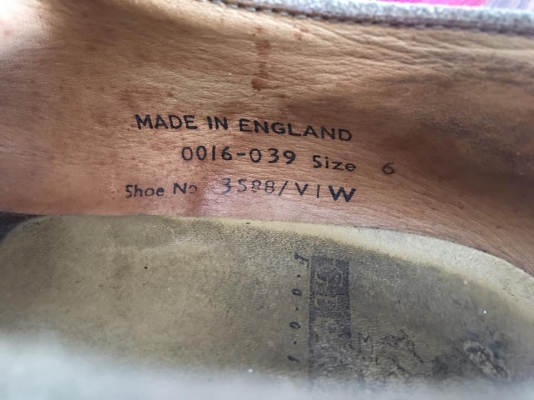 MADE IN ENGLAND
0016-039 Size 6
Shoe No 3588/V1W